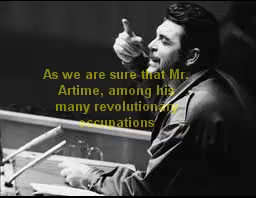 As we are sure that Mr.
Artime, among his
many revolutionary
occupations